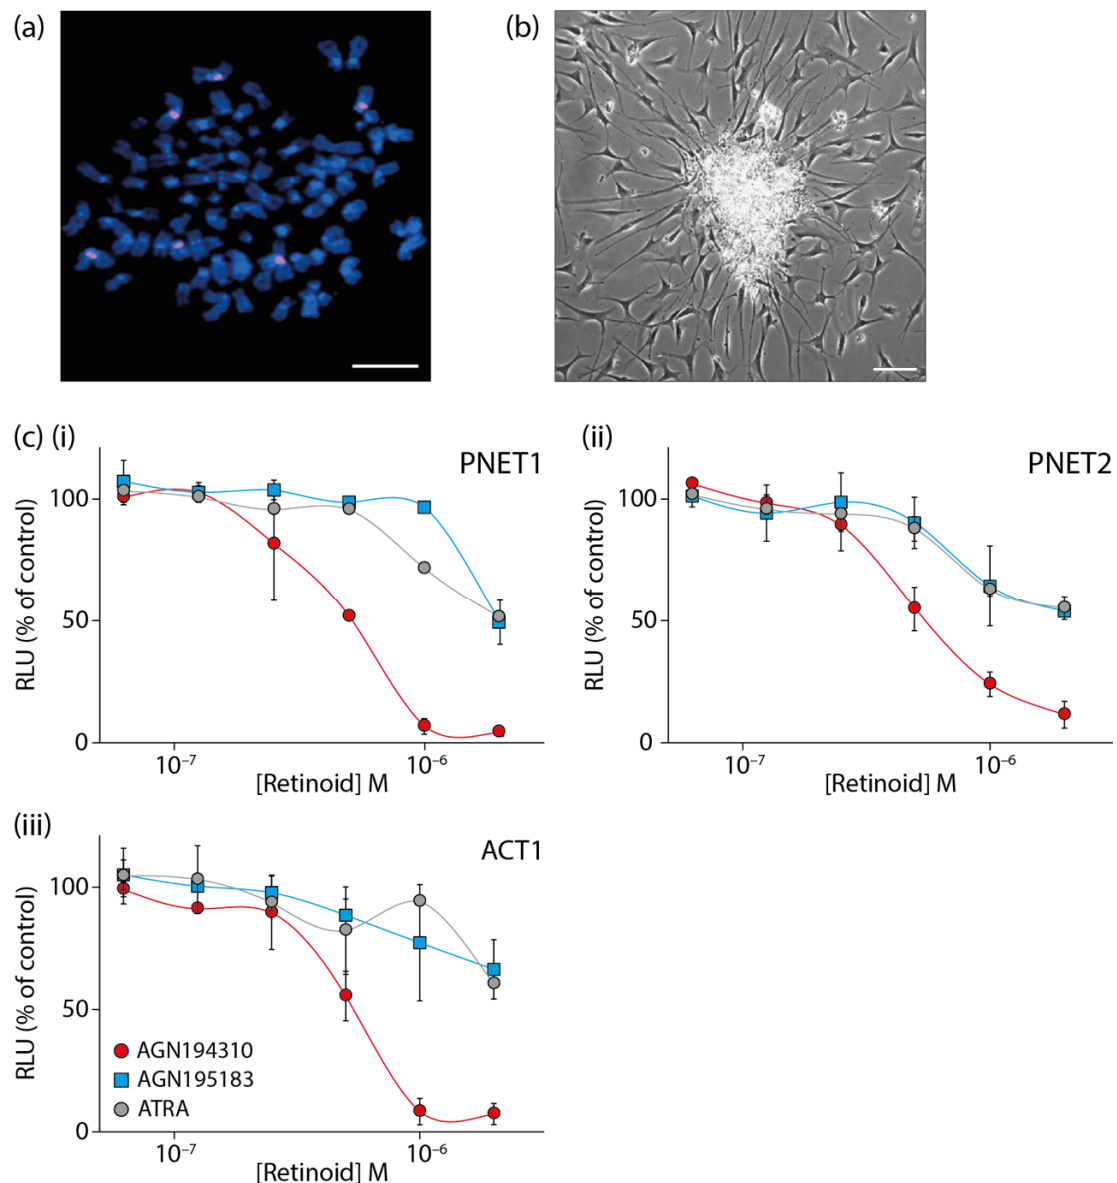 (a)
(b)
(c) (i)
PNET1
100
50
0
RLU (% of control)
10⁻⁷
10⁻⁶
[Retinoid] M
(ii)
PNET2
100
50
0
RLU (% of control)
10⁻⁷
10⁻⁶
[Retinoid] M
(iii)
ACT1
100
50
0
RLU (% of control)
AGN194310
AGN195183
ATRA
10⁻⁷
10⁻⁶
[Retinoid] M